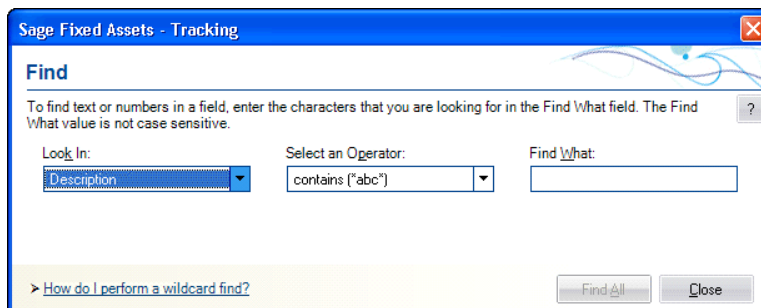 Sage Fixed Assets - Tracking
Find
To find text or numbers in a field, enter the characters that you are looking for in the Find What field. The Find
What value is not case sensitive.
?
Look In: Select an Operator: Find What:
Description contains (*abc*)
➤ How do I perform a wildcard find? Find All Close